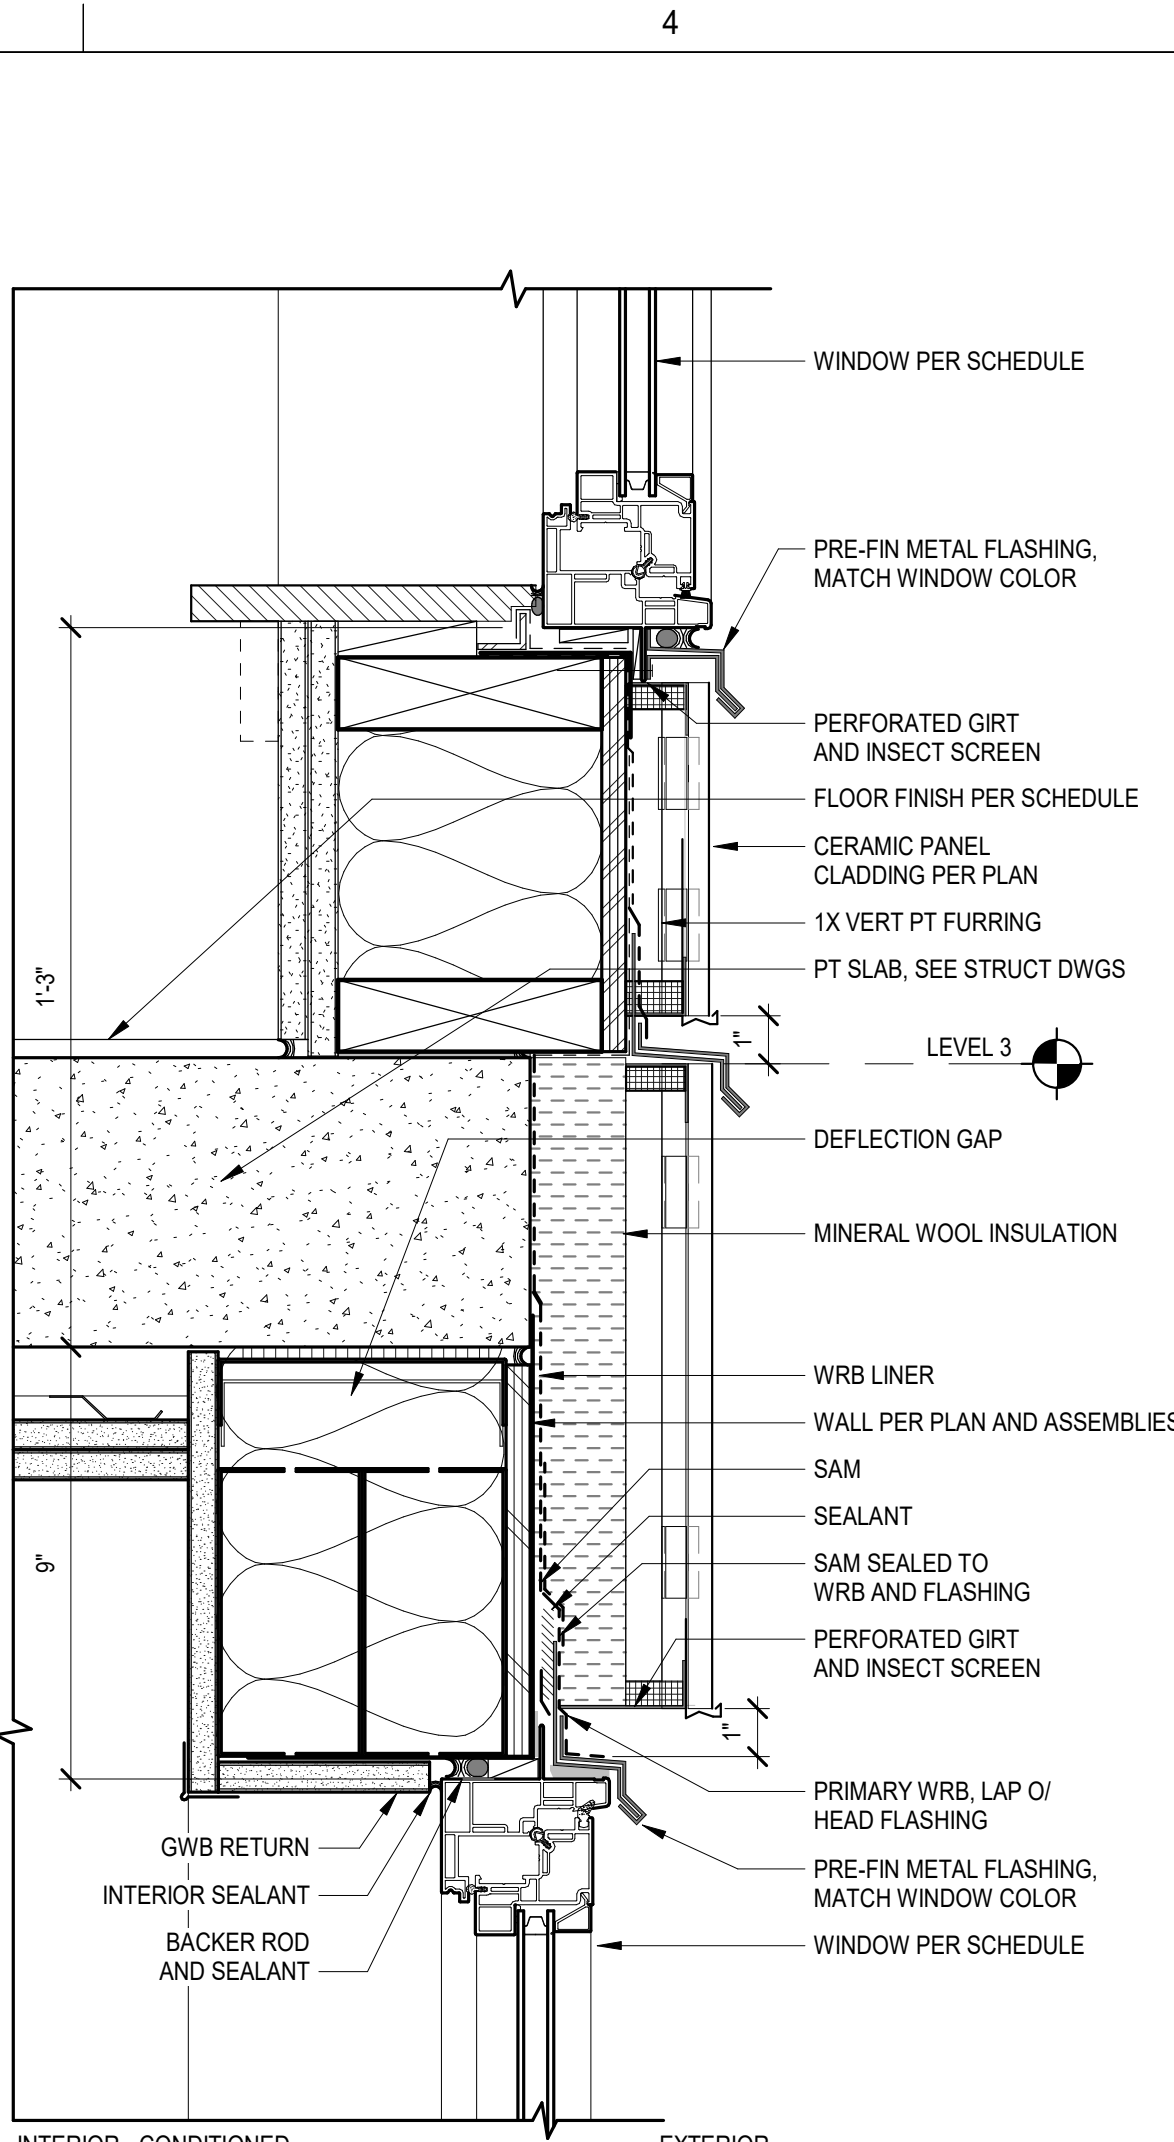 4
WINDOW PER SCHEDULE
PRE-FIN METAL FLASHING,
MATCH WINDOW COLOR
PERFORATED GIRT
AND INSECT SCREEN
FLOOR FINISH PER SCHEDULE
CERAMIC PANEL
CLADDING PER PLAN
1X VERT PT FURRING
PT SLAB, SEE STRUCT DWGS
1'-3"
1"
LEVEL 3
DEFLECTION GAP
MINERAL WOOL INSULATION
WRB LINER
WALL PER PLAN AND ASSEMBLIES
SAM
SEALANT
SAM SEALED TO
WRB AND FLASHING
9"
PERFORATED GIRT
AND INSECT SCREEN
1"
PRIMARY WRB, LAP O/
HEAD FLASHING
GWB RETURN
PRE-FIN METAL FLASHING,
MATCH WINDOW COLOR
INTERIOR SEALANT
BACKER ROD
AND SEALANT
WINDOW PER SCHEDULE
INTERIOR - CONDITIONED
EXTERIOR